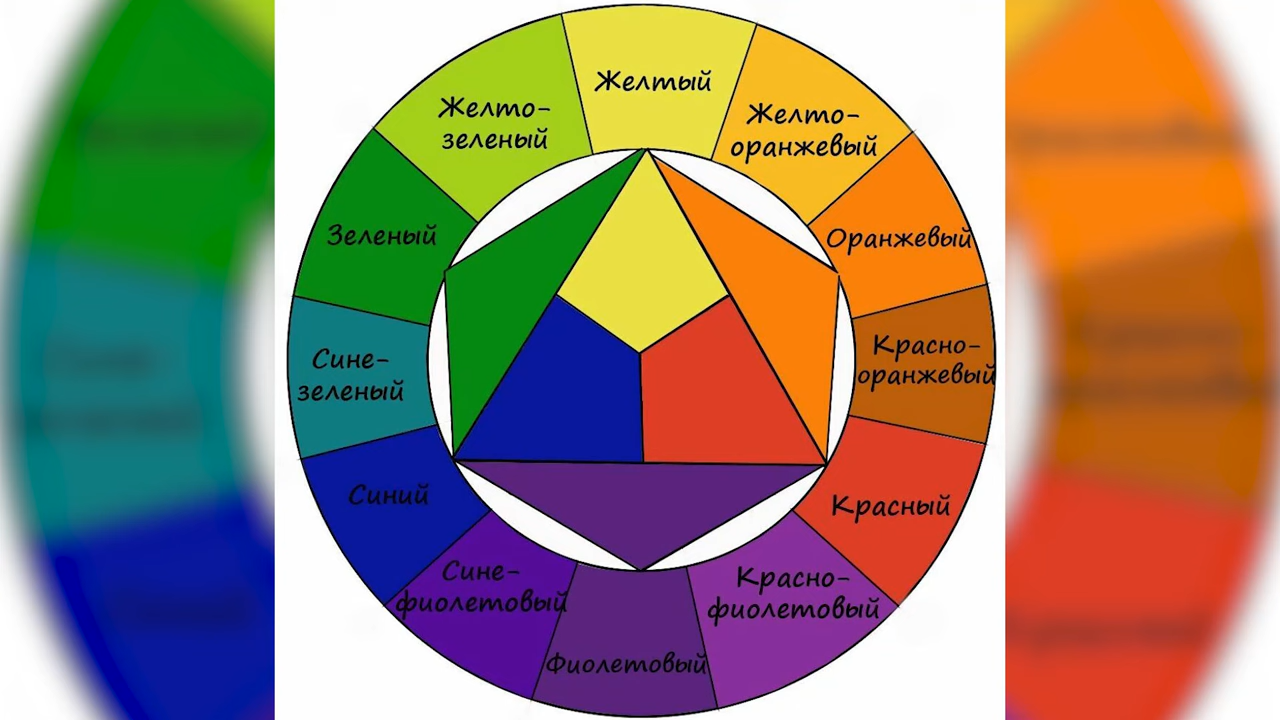 Желтый
Желто-
оранжевый
Оранжевый
Красно-
оранжевый
Красный
Красно-
фиолетовый
Фиолетовый
Сине-
фиолетовый
Синий
Сине-
зеленый
Зеленый
Желто-
зеленый